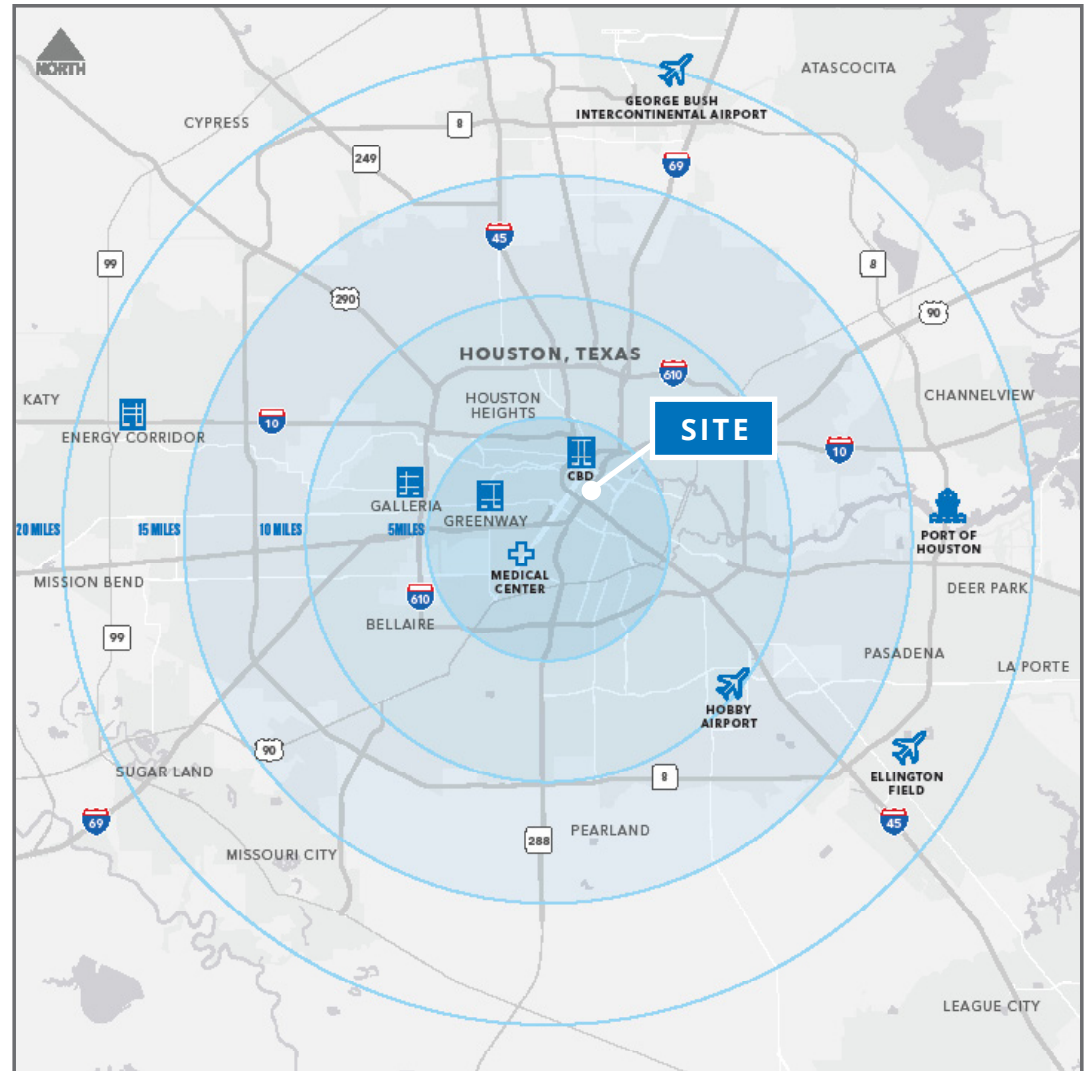 NORTH
ATASCOCITA
GEORGE BUSH
INTERCONTINENTAL AIRPORT
CYPRESS
8
249
69
45
99
8
290
90
HOUSTON, TEXAS
610
KATY
HOUSTON
HEIGHTS
CHANNELVIEW
SITE
10
ENERGY CORRIDOR
10
CBD
GALLERIA
GREENWAY
20 MILES
15 MILES
10 MILES
5MILES
PORT OF
HOUSTON
MISSION BEND
MEDICAL
CENTER
DEER PARK
610
BELLAIRE
99
PASADENA
LA PORTE
HOBBY
AIRPORT
90
SUGAR LAND
8
ELLINGTON
FIELD
69
45
PEARLAND
288
MISSOURI CITY
LEAGUE CITY